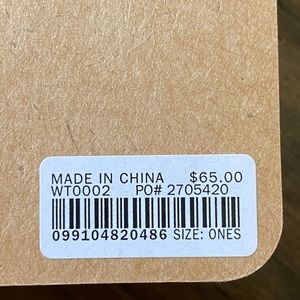 MADE IN CHINA $65.00
WT0002 PO# 2705420
099104820486 SIZE: ONES